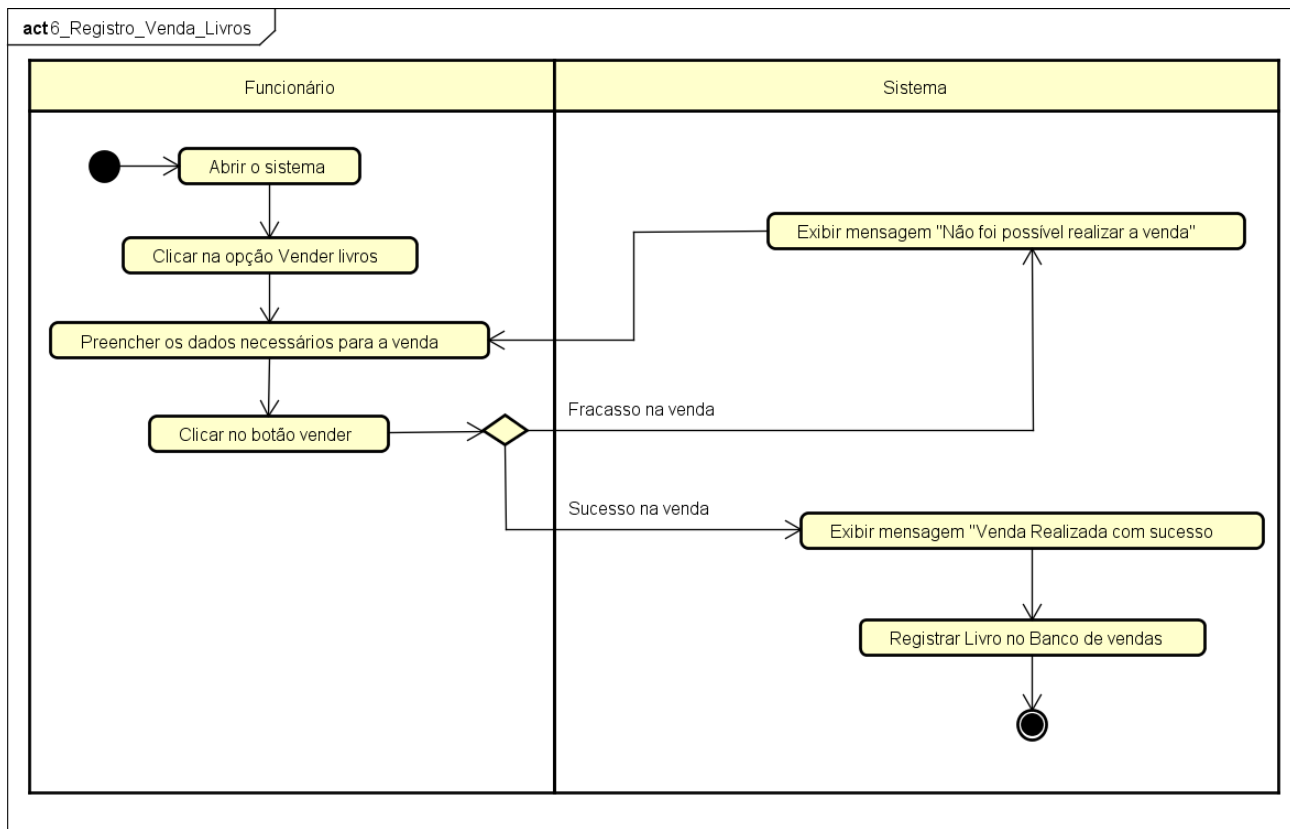 act 6_Registro_Venda_Livros
Funcionário
Sistema
Abrir o sistema
Clicar na opção Vender livros
Exibir mensagem "Não foi possível realizar a venda"
Preencher os dados necessários para a venda
Clicar no botão vender
Fracasso na venda
Sucesso na venda
Exibir mensagem "Venda Realizada com sucesso
Registrar Livro no Banco de vendas